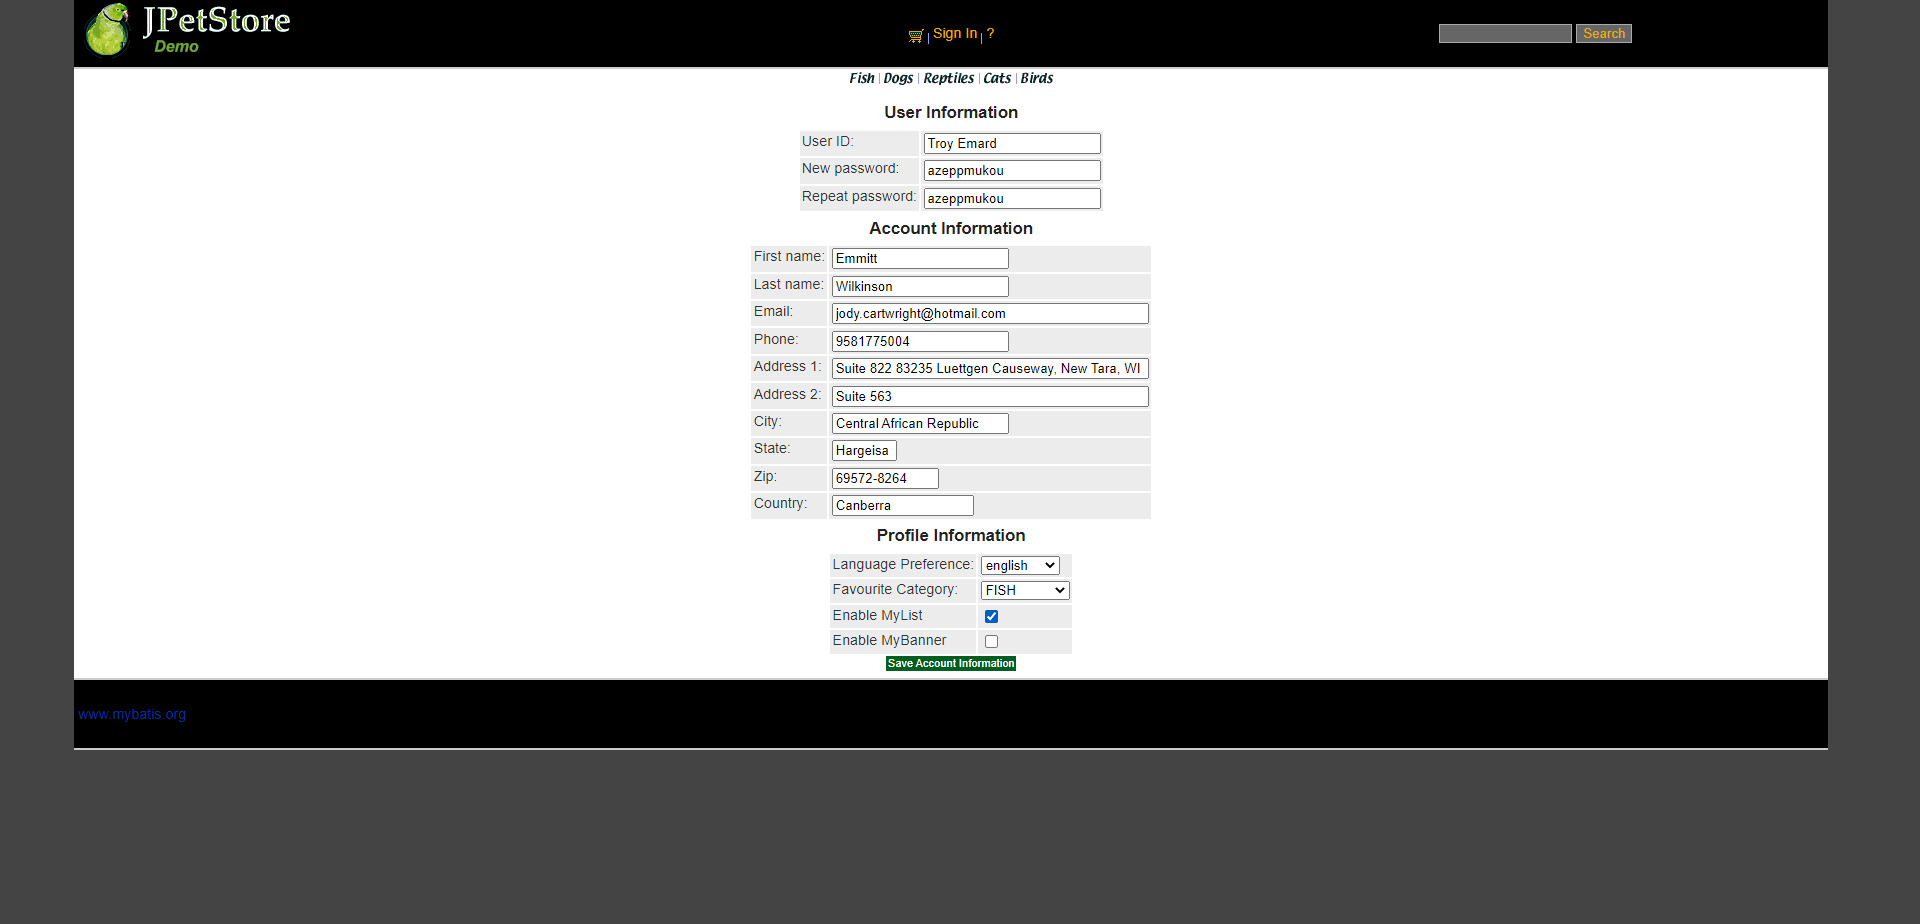 JPetStore
Demo
Sign In | ?
Search
Fish | Dogs | Reptiles | Cats | Birds
User Information
User ID: Troy Emard
New password: azeppmukou
Repeat password: azeppmukou
Account Information
First name: Emmitt
Last name: Wilkinson
Email: jody.cartwright@hotmail.com
Phone: 9581775004
Address 1: Suite 822 83235 Luettgen Causeway, New Tara, WI
Address 2: Suite 563
City: Central African Republic
State: Hargeisa
Zip: 69572-8264
Country: Canberra
Profile Information
Language Preference: english
Favourite Category: FISH
Enable MyList
Enable MyBanner
Save Account Information
www.mybatis.org